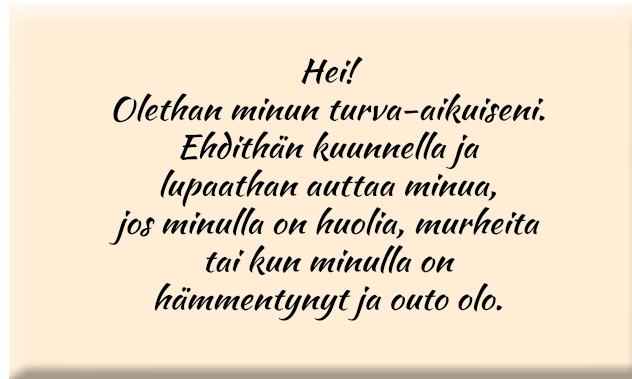 Hei!
Olethan minun turva-aikuiseni.
Ehdithän kuunnella ja
lupaathan auttaa minua,
jos minulla on huolia, murheita
tai kun minulla on
hämmentynyt ja outo olo.